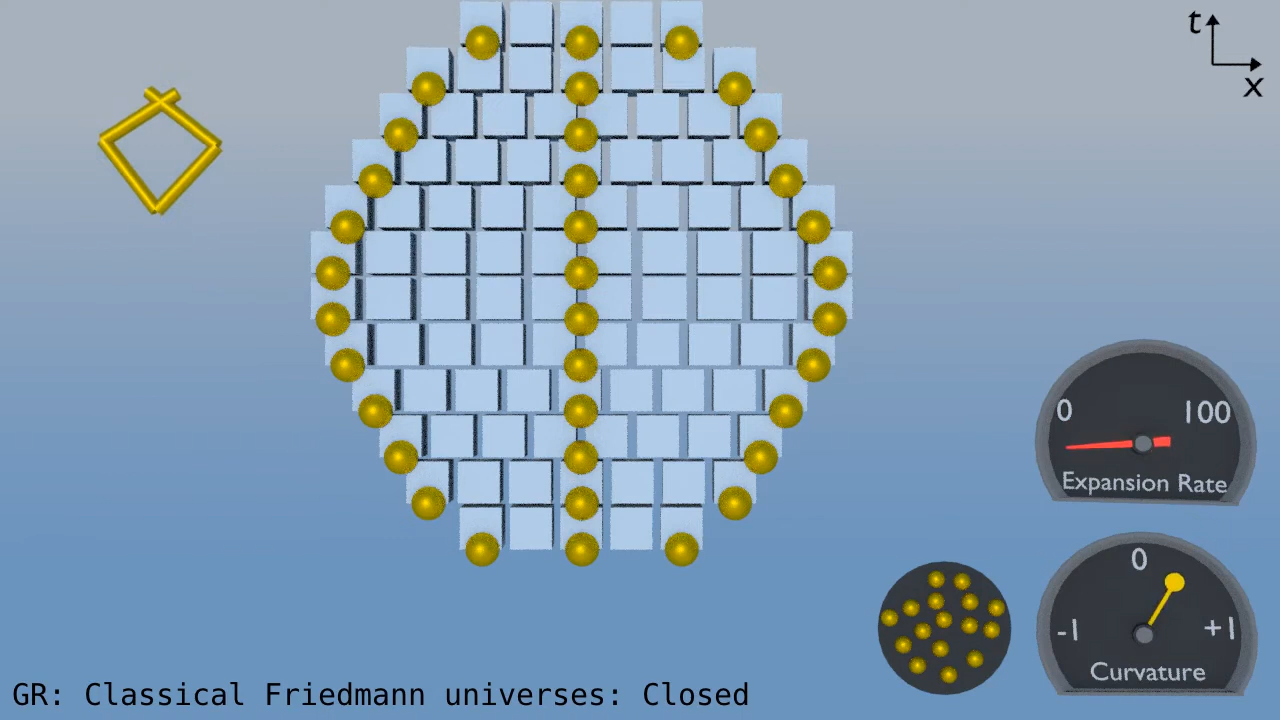 t
x
0
100
Expansion Rate
0
-1
+1
Curvature
GR: Classical Friedmann universes: Closed